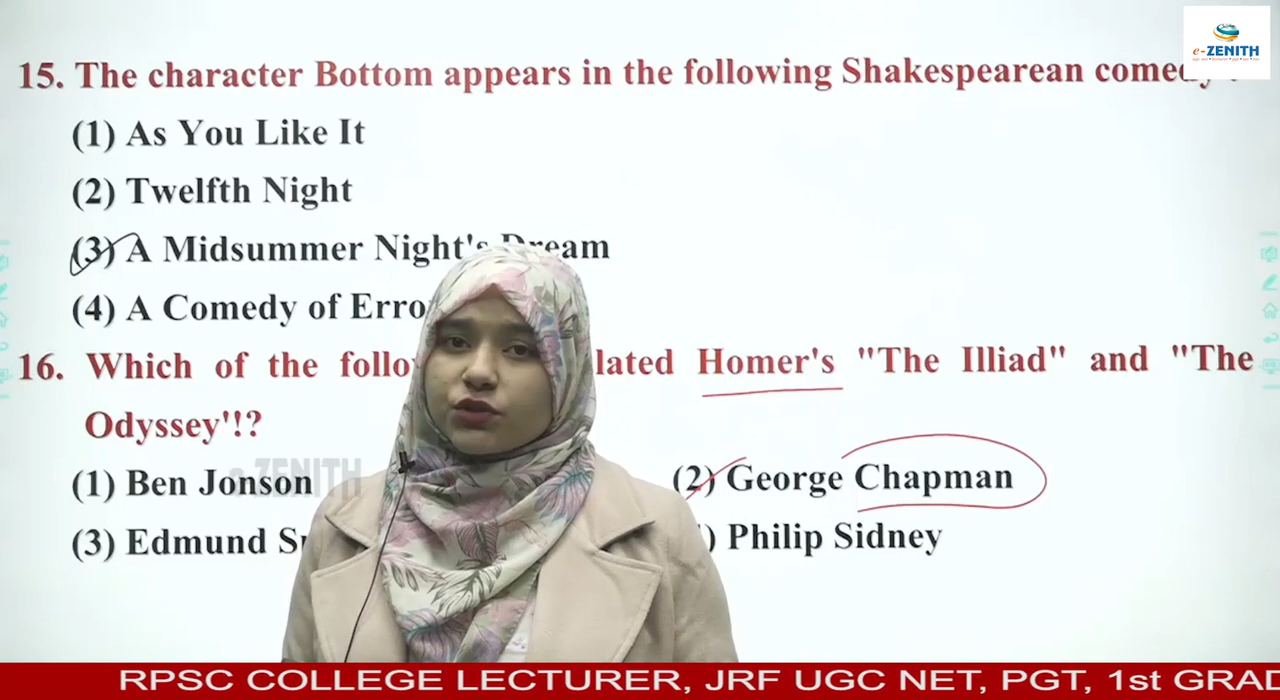 e-ZENITH
15. The character Bottom appears in the following Shakespearean
(1) As You Like It
(2) Twelfth Night
(3) A Midsummer Night's Dream
(4) A Comedy of
16. Which of the Homer's "The Illiad" and "The
Odyssey'!?
(1) Ben Jonson
(2) George Chapman
(3) Edmund
Philip Sidney
e-ZENITH
RPSC COLLEGE LECTURER, JRF UGC NET, PGT, 1st